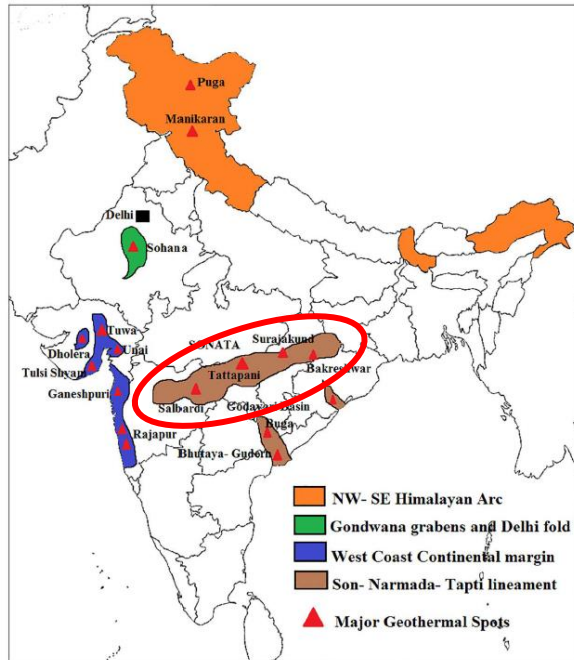 Puga
Manikaran
Delhi
Sohana
Tuwa
Dholera
Unai
Tulsi Shyam
Ganeshpuri
Rajapur
SONATA
Surajakund
Tattapani
Bakreshwar
Salbardi
Godavari Basin
Buga
Bhutaya- Gudem
NW- SE Himalayan Arc
Gondwana grabens and Delhi fold
West Coast Continental margin
Son- Narmada- Tapti lineament
Major Geothermal Spots